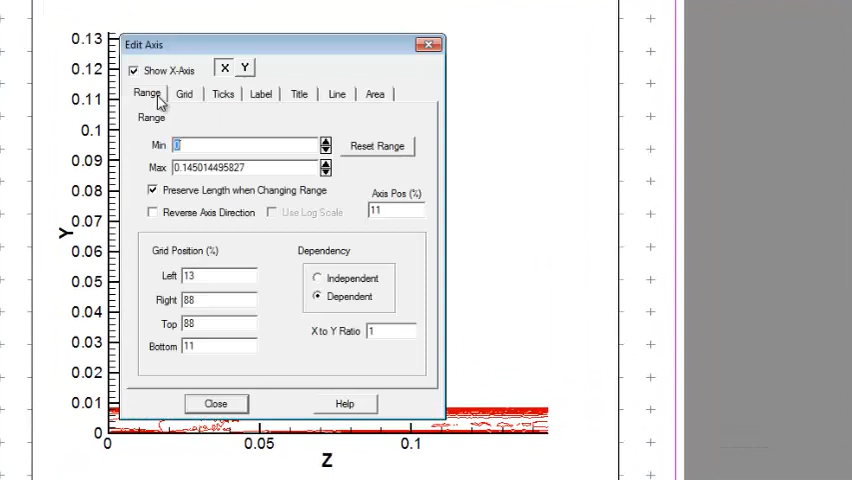 Edit Axis
Show X-Axis X Y
Range Grid Ticks Label Title Line Area
Range
Min 0 Reset Range
Max 0.145014495827
Preserve Length when Changing Range Axis Pos (%)
Reverse Axis Direction Use Log Scale 11
Grid Position (%) Dependency
Left 13 Independent
Right 88 Dependent
Top 88
X to Y Ratio 1
Bottom 11
Close Help
0.13
0.12
0.11
0.1
0.09
0.08
0.07
Y
0.06
0.05
0.04
0.03
0.02
0.01
0
0 0.05 0.1
Z